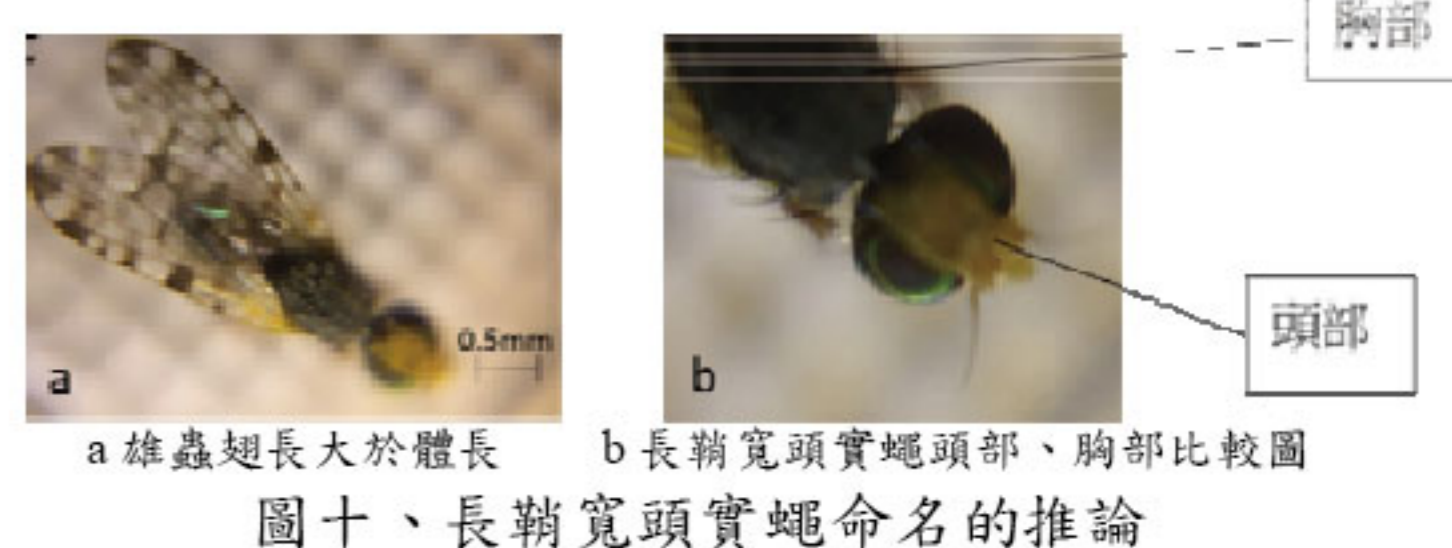 胸部
0.5mm
a
b
頭部
a 雄蟲翅長大於體長
b 長鞘寬頭實蠅頭部、胸部比較圖
圖十、長鞘寬頭實蠅命名的推論